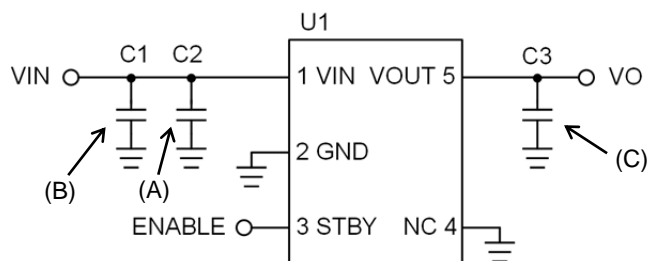 U1
C1
C2
C3
VIN
1 VIN
VOUT 5
VO
2 GND
(B)
(A)
(C)
ENABLE
3 STBY
NC 4